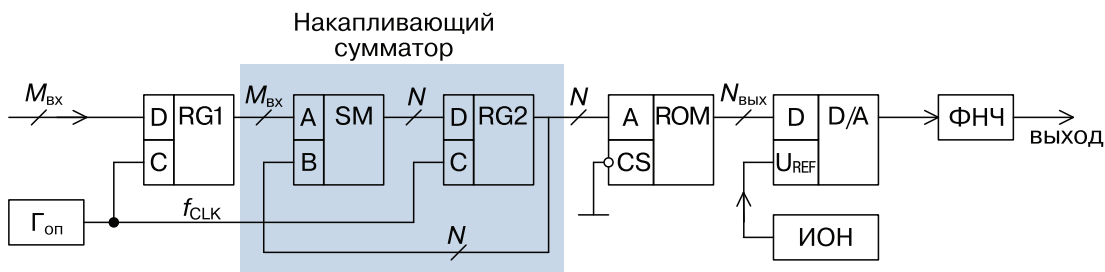 Накапливающий
сумматор
Mвх
D RG1
C
Mвх
A SM
B
N
D RG2
C
N
A ROM
CS
Nвых
D D/A
UREF
ФНЧ
выход
Гоп
fCLK
N
ИОН